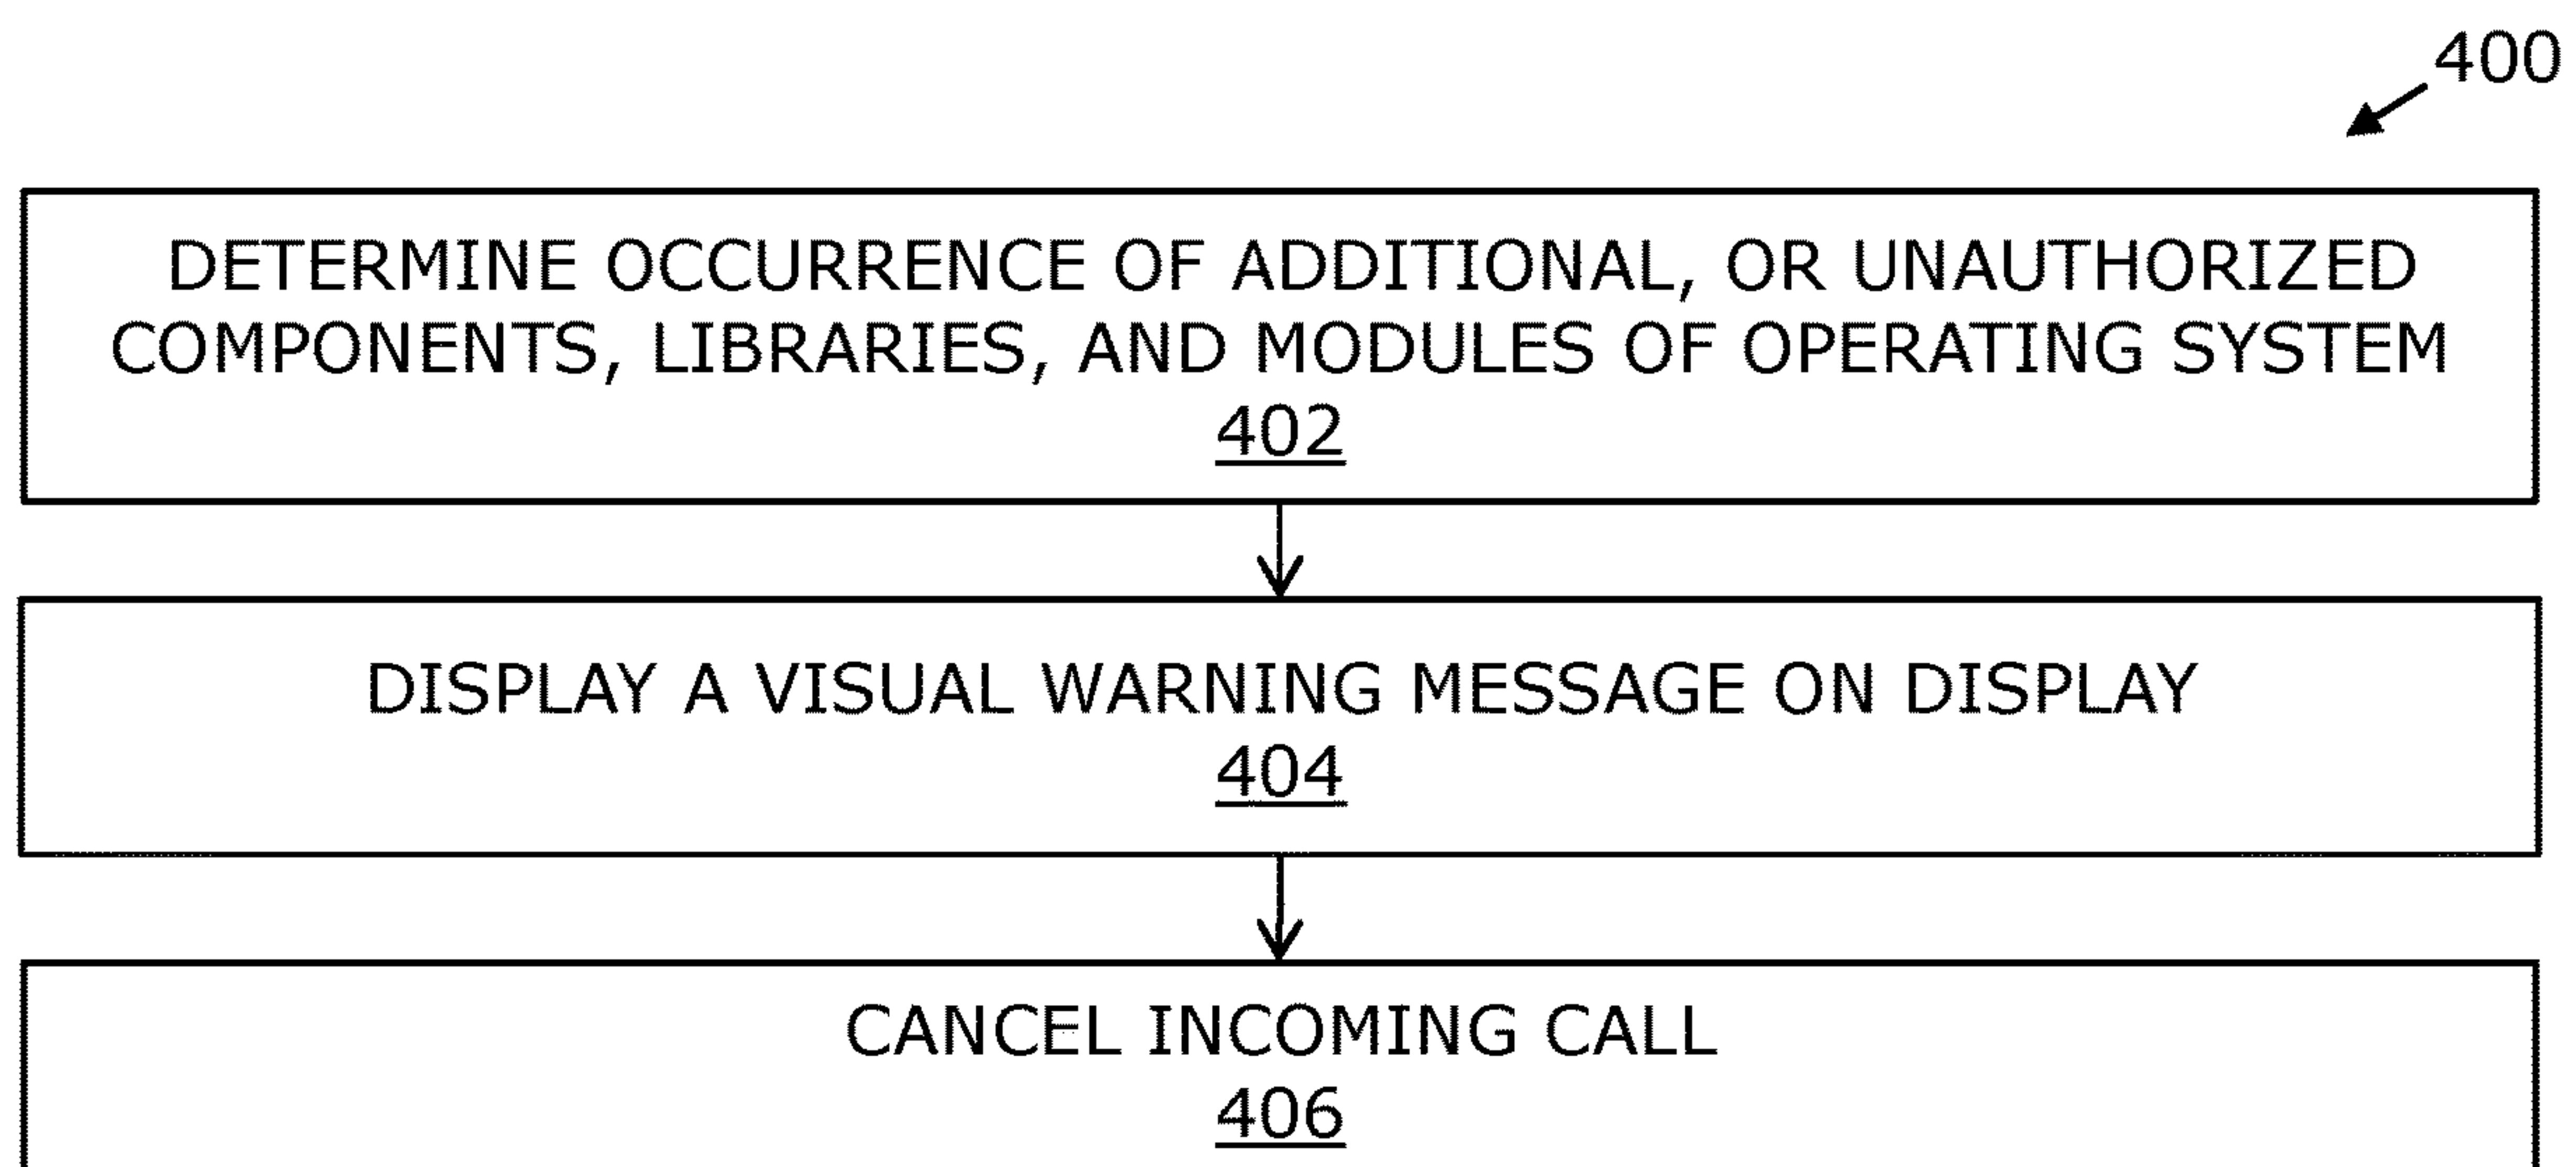 400
DETERMINE OCCURRENCE OF ADDITIONAL, OR UNAUTHORIZED
COMPONENTS, LIBRARIES, AND MODULES OF OPERATING SYSTEM
402
DISPLAY A VISUAL WARNING MESSAGE ON DISPLAY
404
CANCEL INCOMING CALL
406